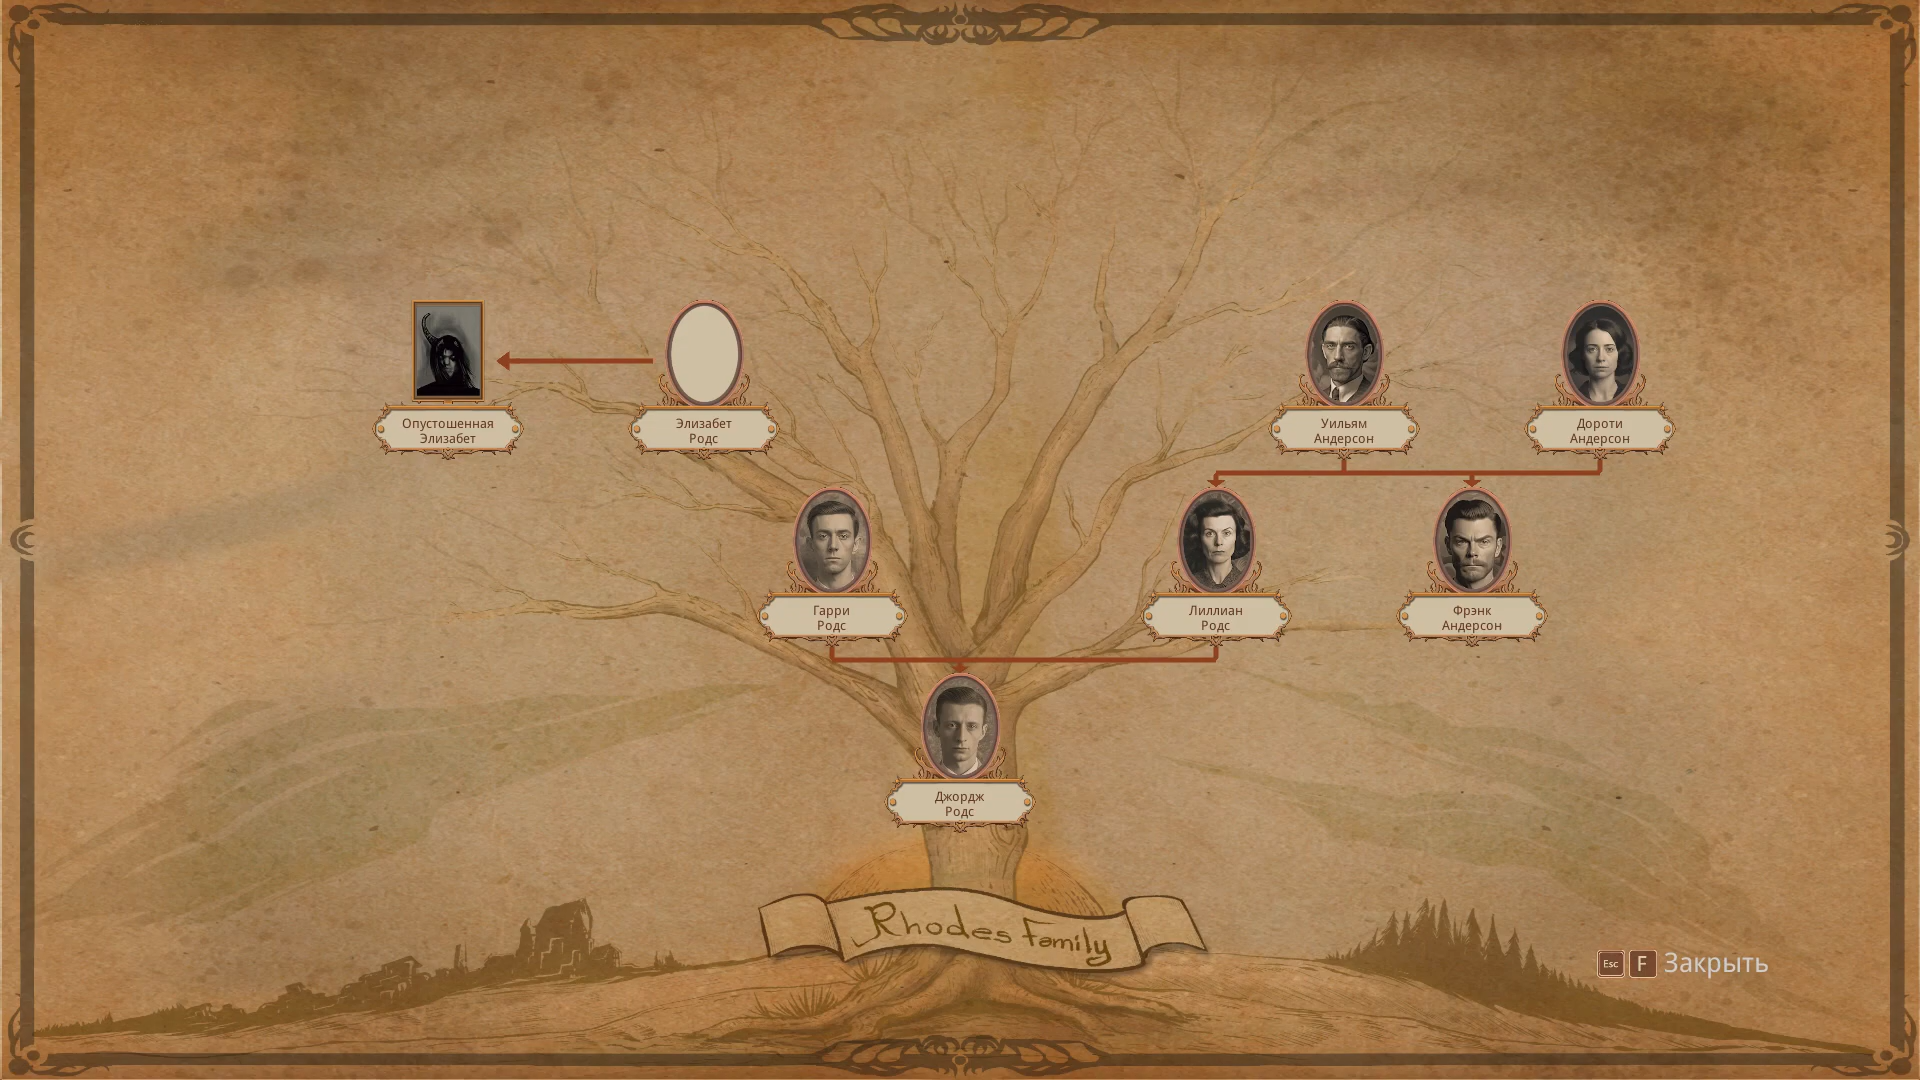 Опустошенная
Элизабет
Элизабет
Родс
Уильям
Андерсон
Дороти
Андерсон
Гарри
Родс
Лиллиан
Родс
Фрэнк
Андерсон
Джордж
Родс
Rhodes Family
Esc F Закрыть